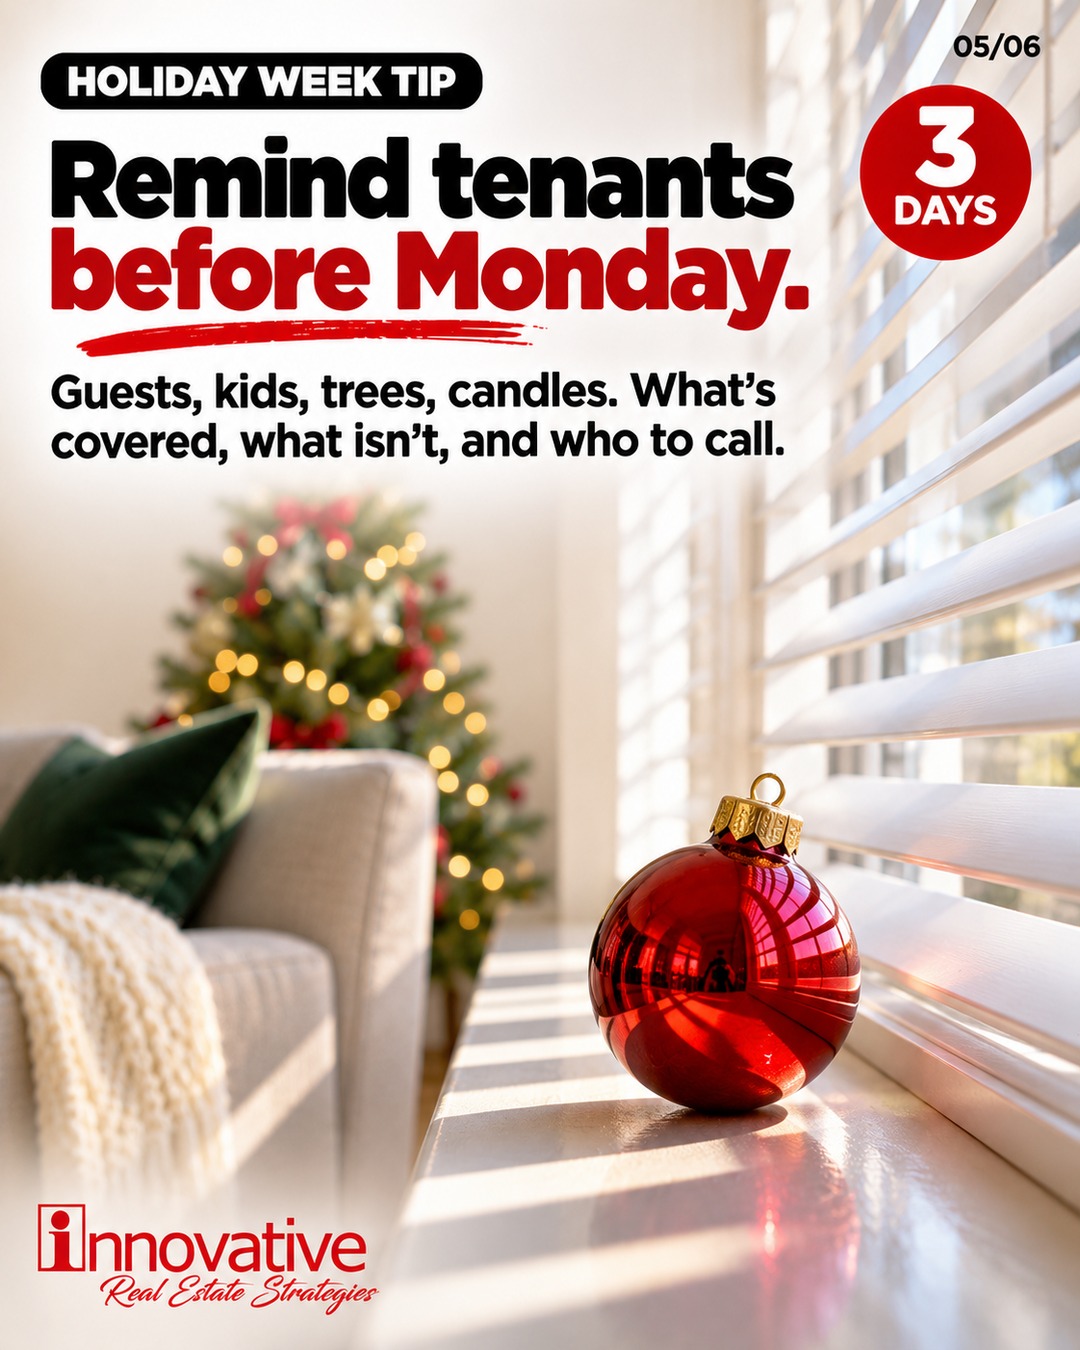 05/06
HOLIDAY WEEK TIP
3
DAYS
Remind tenants
before Monday.
Guests, kids, trees, candles. What’s
covered, what isn’t, and who to call.
innovative
Real Estate Strategies